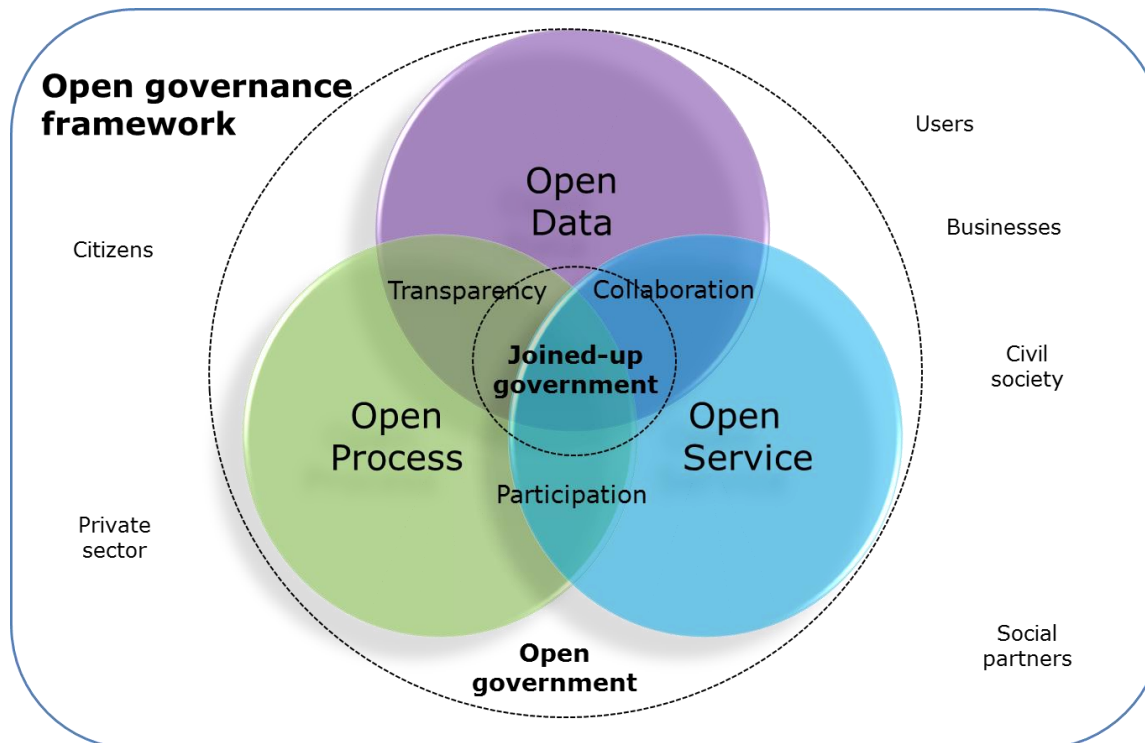 Open governance
framework
Users
Businesses
Citizens
Open
Data
Transparency
Collaboration
Joined-up
government
Civil
society
Open
Process
Open
Service
Participation
Private
sector
Open
government
Social
partners